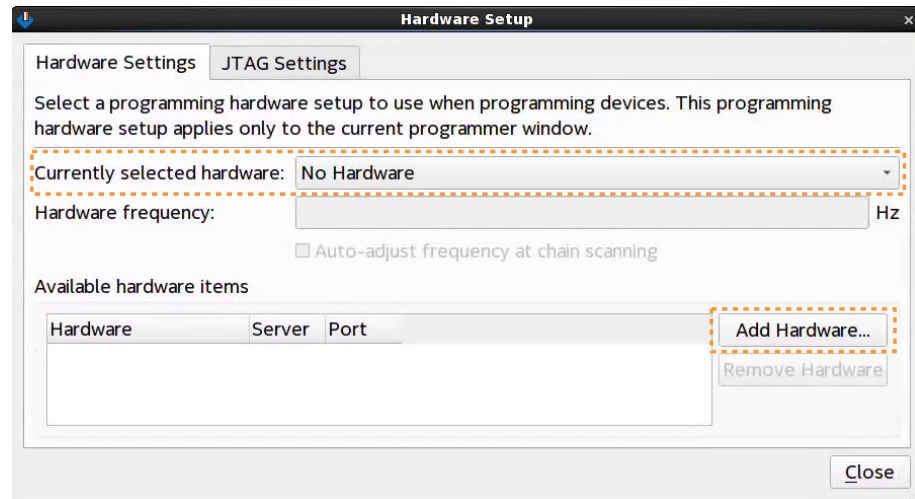 Hardware Setup
×
Hardware Settings
JTAG Settings
Select a programming hardware setup to use when programming devices. This programming
hardware setup applies only to the current programmer window.
Currently selected hardware: No Hardware
Hardware frequency: Hz
Auto-adjust frequency at chain scanning
Available hardware items
Hardware Server Port
Add Hardware...
Remove Hardware
Close